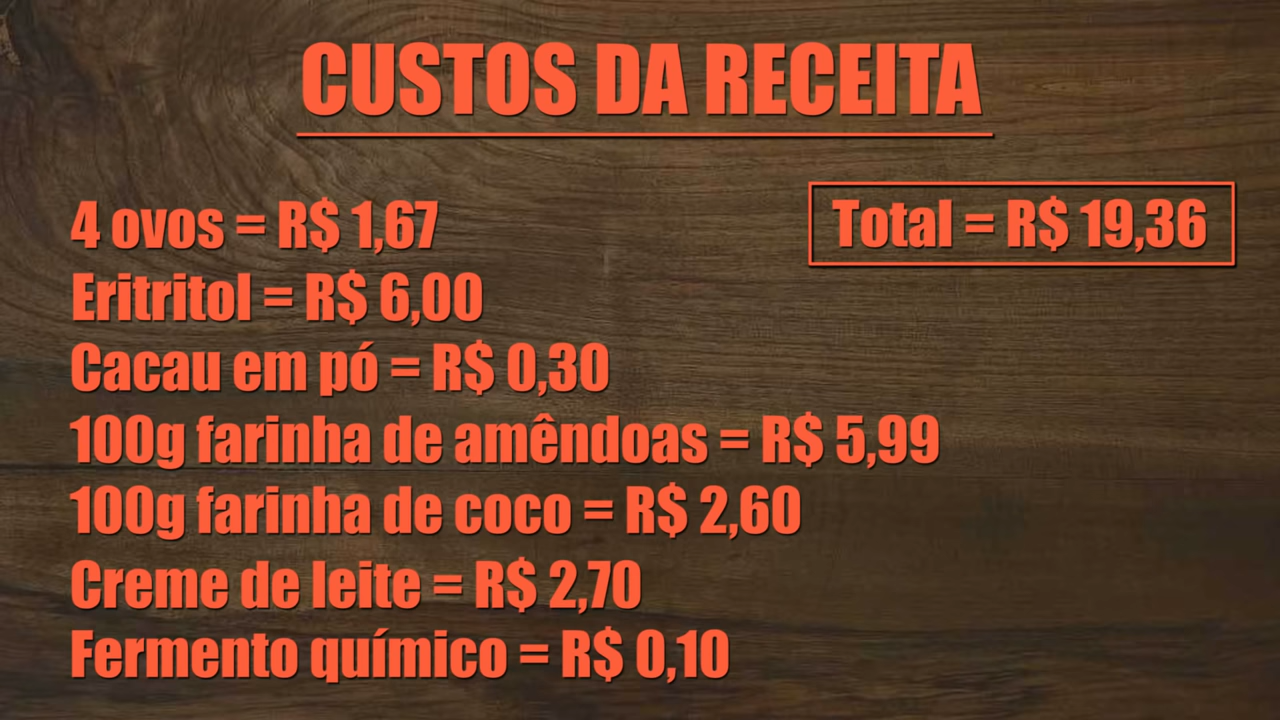 CUSTOS DA RECEITA
4 ovos = R$ 1,67
Total = R$ 19,36
Eritritol = R$ 6,00
Cacau em pó = R$ 0,30
100g farinha de amêndoas = R$ 5,99
100g farinha de coco = R$ 2,60
Creme de leite = R$ 2,70
Fermento químico = R$ 0,10